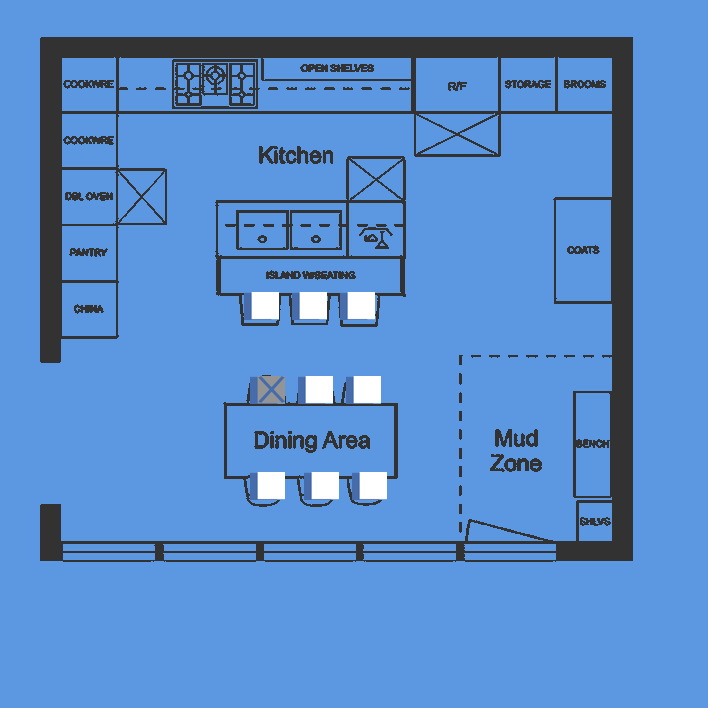 COOKWRE
OPEN SHELVES
R/F
STORAGE
BROOMS
COOKWRE
Kitchen
DBL OVEN
PANTRY
COATS
ISLAND W/SEATING
CHINA
Dining Area
Mud
Zone
BENCH
SHLVS